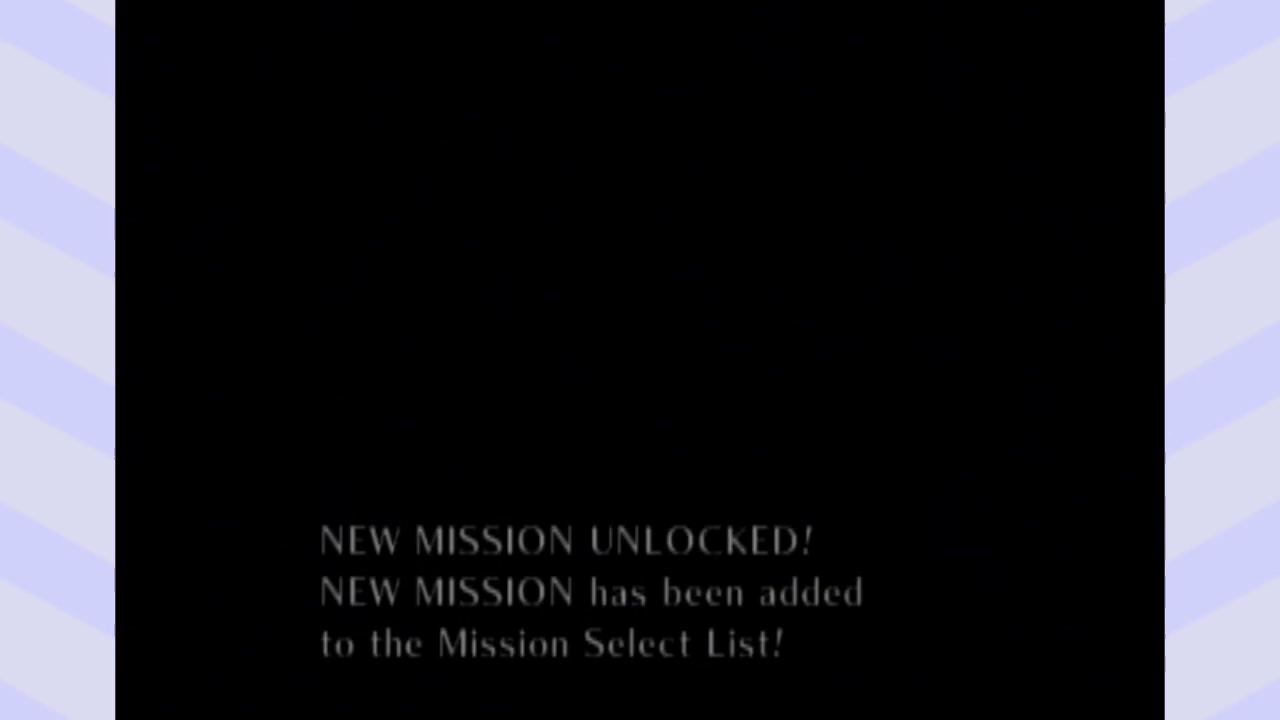 NEW MISSION UNLOCKED!
NEW MISSION has been added
to the Mission Select List!